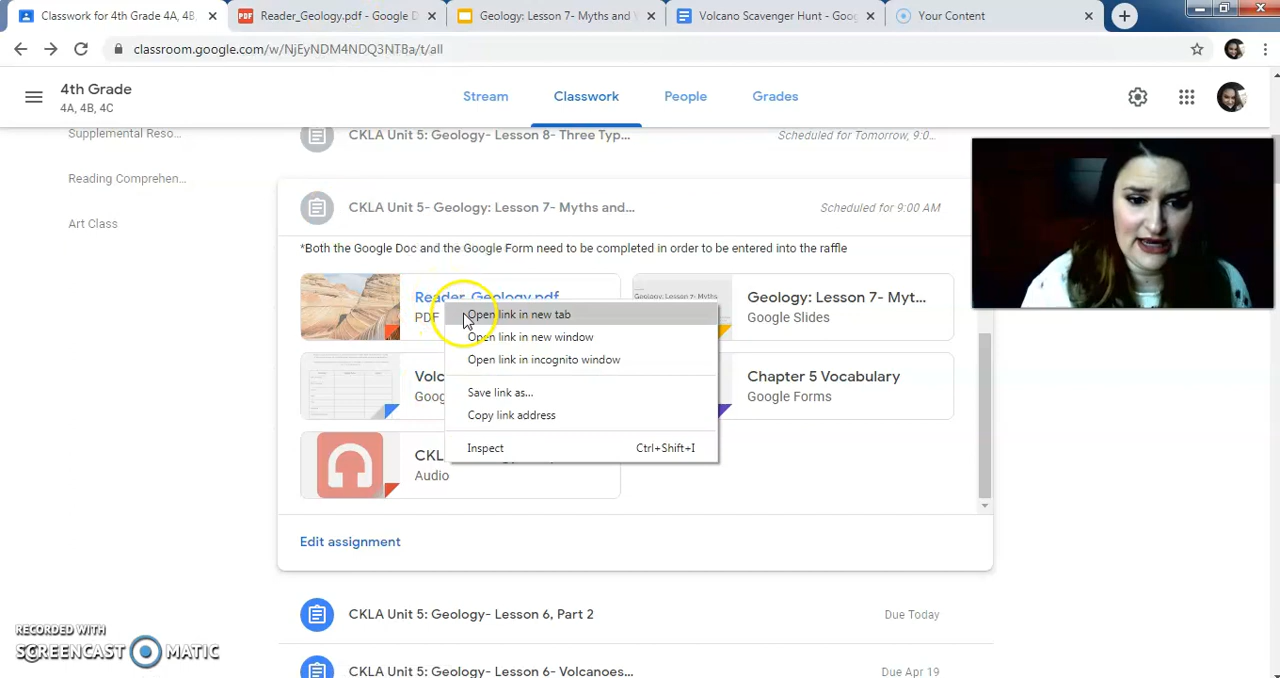 Classwork for 4th Grade 4A, 4B,
Reader_Geology.pdf - Google D
Geology: Lesson 7- Myths and V
Volcano Scavenger Hunt - Goog
Your Content
classroom.google.com/w/NjEyNDM4NDQ3NTBa/t/all
4th Grade
4A, 4B, 4C
Stream
Classwork
People
Grades
Supplemental Reso...
Reading Comprehen...
Art Class
CKLA Unit 5: Geology- Lesson 8- Three Typ...
Scheduled for Tomorrow, 9:0...
CKLA Unit 5- Geology: Lesson 7- Myths and...
Scheduled for 9:00 AM
*Both the Google Doc and the Google Form need to be completed in order to be entered into the raffle
Reader_Geology.pdf
PDF
Geology: Lesson 7- Myt...
Google Slides
Volc
Goog
Chapter 5 Vocabulary
Google Forms
CKL
Audio
Open link in new tab
Open link in new window
Open link in incognito window
Save link as...
Copy link address
Inspect
Ctrl+Shift+I
Edit assignment
CKLA Unit 5: Geology- Lesson 6, Part 2
Due Today
CKLA Unit 5: Geology- Lesson 6- Volcanoes...
Due Apr 19
RECORDED WITH
SCREENCAST MATIC